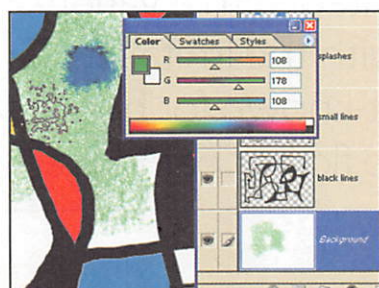 Color Swatches Styles
R 108
G 178
B 108
splashes
small lines
black lines
Background